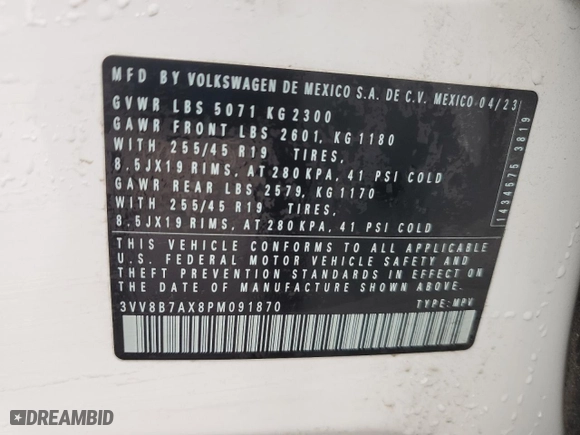 MFD BY VOLKSWAGEN DE MEXICO S.A. DE C.V. MEXICO 04/23
GVWR LBS 5071 KG 2300
GAWR FRONT LBS 2601, KG 1180
WITH 255/45 R19 TIRES,
8.5JX19 RIMS, AT 280 KPA, 41 PSI COLD
GAWR REAR LBS 2579, KG 1170
WITH 255/45 R19 TIRES,
8.5JX19 RIMS, AT 280 KPA, 41 PSI COLD
THIS VEHICLE CONFORMS TO ALL APPLICABLE
U.S. FEDERAL MOTOR VEHICLE SAFETY AND
THEFT PREVENTION STANDARDS IN EFFECT ON
THE DATE OF MANUFACTURE SHOWN ABOVE.
3VV8B7AX8PM091870 TYPE: MPV
1434575 3819
DREAMBID
DREAMBID